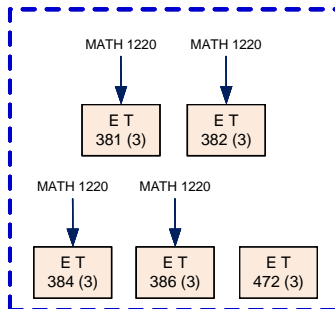 MATH 1220 MATH 1220
E T E T
381 (3) 382 (3)
MATH 1220 MATH 1220
E T E T E T
384 (3) 386 (3) 472 (3)